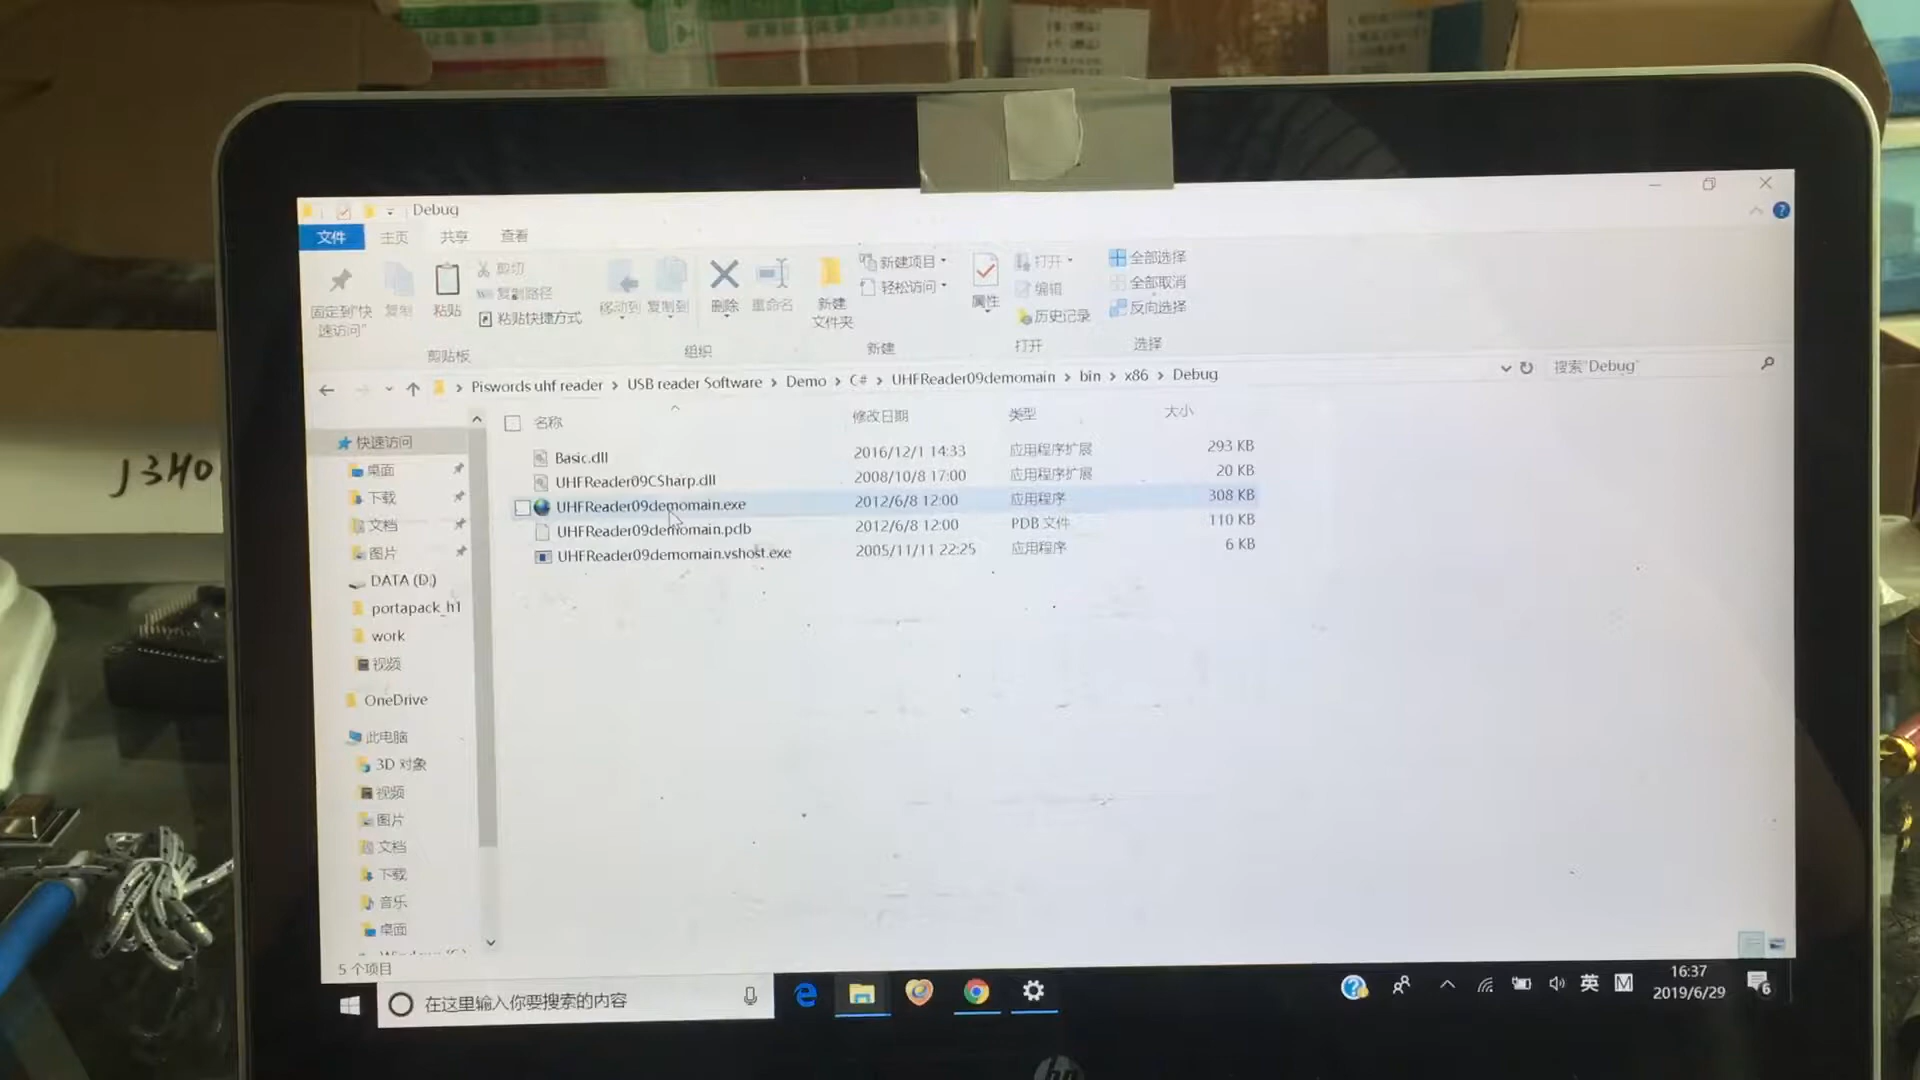 J3H0
Debug
文件 主页 共享 查看
固定到"快速访问"
复制
粘贴
剪切
复制路径
粘贴快捷方式
剪贴板
移动到
复制到
删除
重命名
组织
新建文件夹
新建项目
轻松访问
新建
属性
打开
编辑
历史记录
打开
全部选择
全部取消
反向选择
选择
Piswords uhf reader › USB reader Software › Demo › C# › UHFReader09demomain › bin › x86 › Debug
搜索"Debug"
名称 修改日期 类型 大小
Basic.dll 2016/12/1 14:33 应用程序扩展 293 KB
UHFReader09CSharp.dll 2008/10/8 17:00 应用程序扩展 20 KB
UHFReader09demomain.exe 2012/6/8 12:00 应用程序 308 KB
UHFReader09demomain.pdb 2012/6/8 12:00 PDB 文件 110 KB
UHFReader09demomain.vshost.exe 2005/11/11 22:25 应用程序 6 KB
快速访问
桌面
下载
文档
图片
DATA (D:)
portapack_h1
work
视频
OneDrive
此电脑
3D 对象
视频
图片
文档
下载
音乐
桌面
5 个项目
在这里输入你要搜索的内容
英 M
16:37
2019/6/29
6
hp